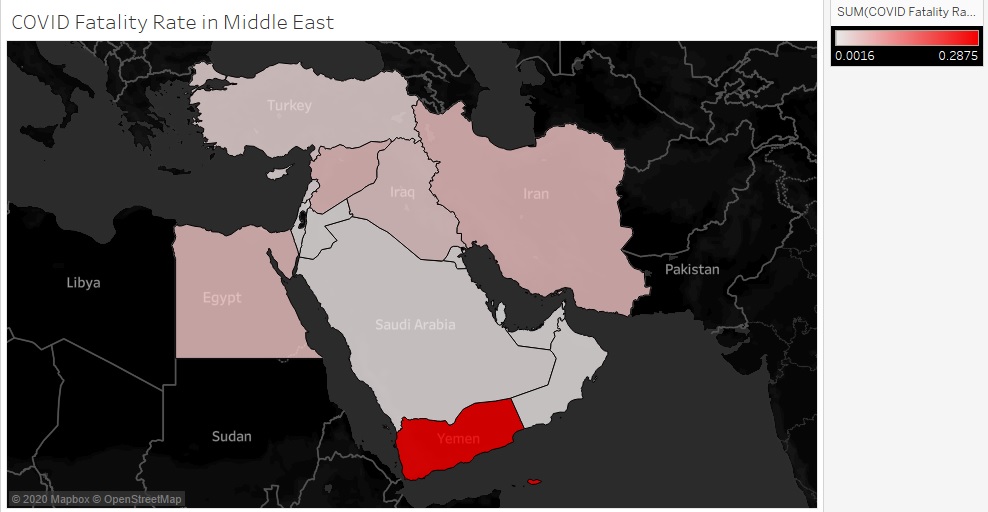 COVID Fatality Rate in Middle East
SUM(COVID Fatality Ra...
0.0016 0.2875
Turkey
Iraq
Iran
Libya
Egypt
Pakistan
Saudi Arabia
Sudan
Yemen
© 2020 Mapbox © OpenStreetMap